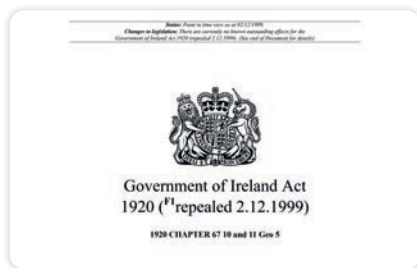 Status: Point in time view as at 02/12/1999.
Changes to legislation: There are currently no known outstanding effects for the
Government of Ireland Act 1920 (repealed 2.12.1999). (See end of Document for details)
Government of Ireland Act
1920 (F1repealed 2.12.1999)
1920 CHAPTER 67 10 and 11 Geo 5